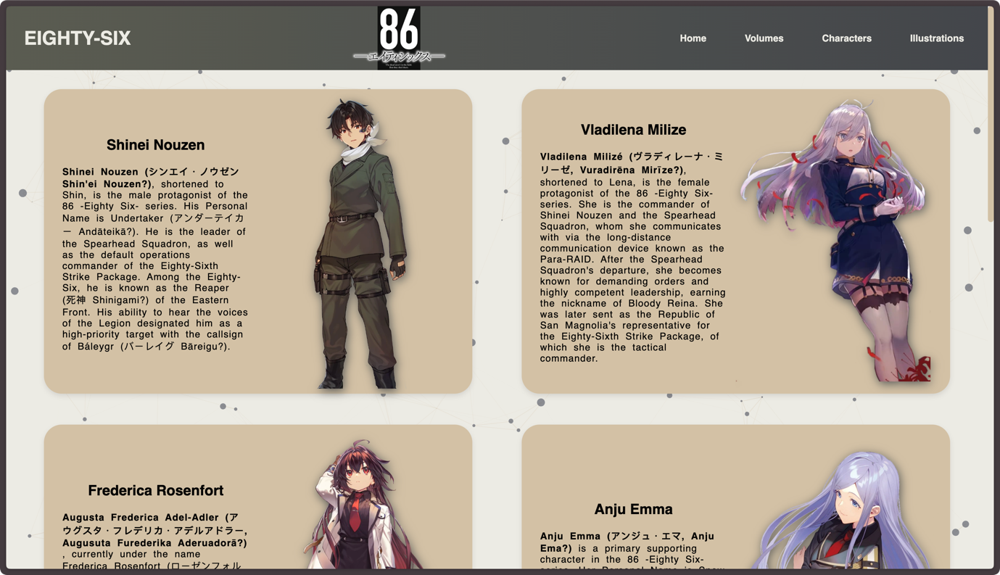 EIGHTY-SIX
86
エイティシックス
Home
Volumes
Characters
Illustrations
Shinei Nouzen
Shinei Nouzen (シンエイ・ノウゼン
Shin'ei Nouzen?), shortened to
Shin, is the male protagonist of the
86 -Eighty Six- series. His Personal
Name is Undertaker (アンダーテイカ
ー Andāteikā?). He is the leader of
the Spearhead Squadron, as well
as the default operations
commander of the Eighty-Sixth
Strike Package. Among the Eighty-
Six, he is known as the Reaper
(死神 Shinigami?) of the Eastern
Front. His ability to hear the voices
of the Legion designated him as a
high-priority target with the callsign
of Báleygr (バーレイグ Bāreigu?).
Vladilena Milize
Vladilena Milizé (ヴラディレーナ・ミ
リーゼ, Vuradirēna Mirīze?),
shortened to Lena, is the female
protagonist of the 86 -Eighty Six-
series. She is the commander of
Shinei Nouzen and the Spearhead
Squadron, whom she communicates
with via the long-distance
communication device known as the
Para-RAID. After the Spearhead
Squadron's departure, she becomes
known for demanding orders and
highly competent leadership, earning
the nickname of Bloody Reina. She
was later sent as the Republic of
San Magnolia's representative for
the Eighty-Sixth Strike Package, of
which she is the tactical
commander.
Frederica Rosenfort
Augusta Frederica Adel-Adler (ア
ウグスタ・フレデリカ・アデルアドラー,
Augusuta Furederika Aderuadorā?)
, currently under the name
Frederica Rosenfort (ローゼンフォル
Anju Emma
Anju Emma (アンジュ・エマ, Anju
Ema?) is a primary supporting
character in the 86 -Eighty Six-
series. Her Personal Name is Snow